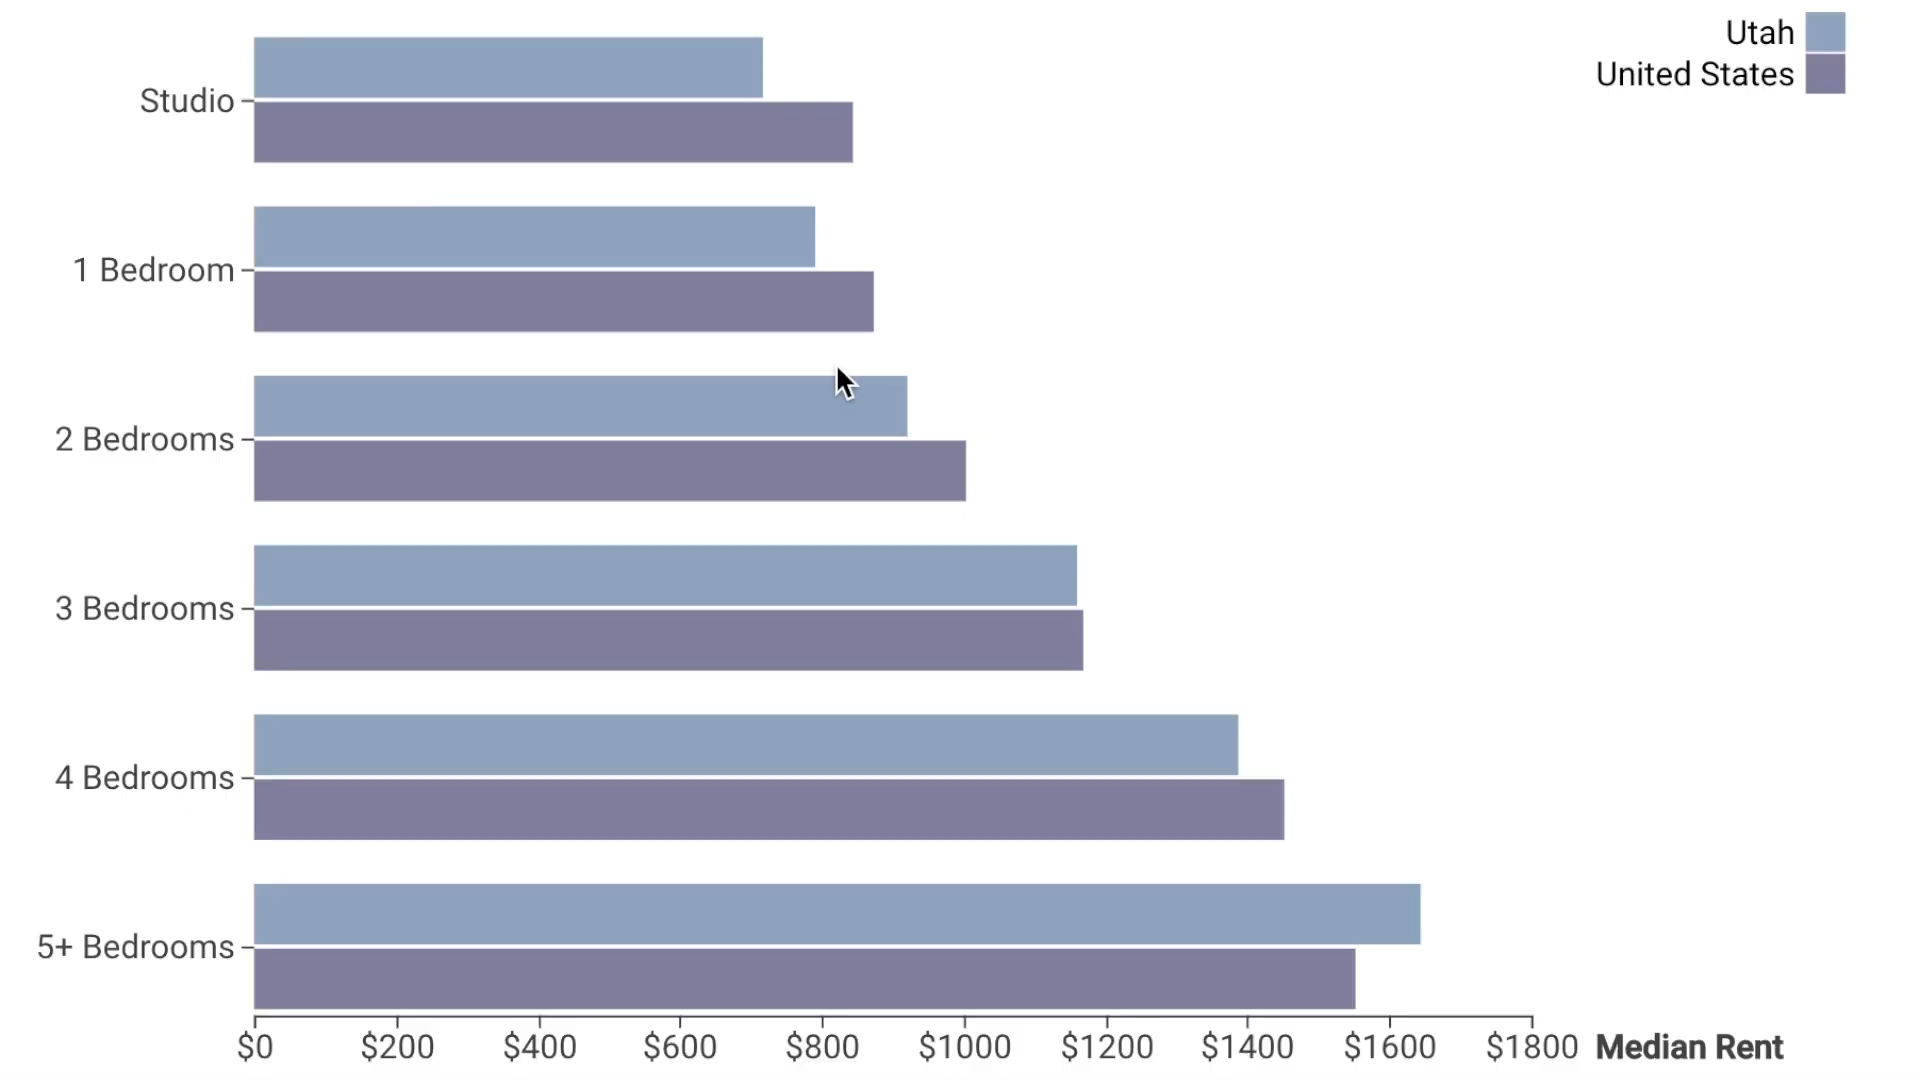 Utah
United States
Studio
1 Bedroom
2 Bedrooms
3 Bedrooms
4 Bedrooms
5+ Bedrooms
$0 $200 $400 $600 $800 $1000 $1200 $1400 $1600 $1800 Median Rent